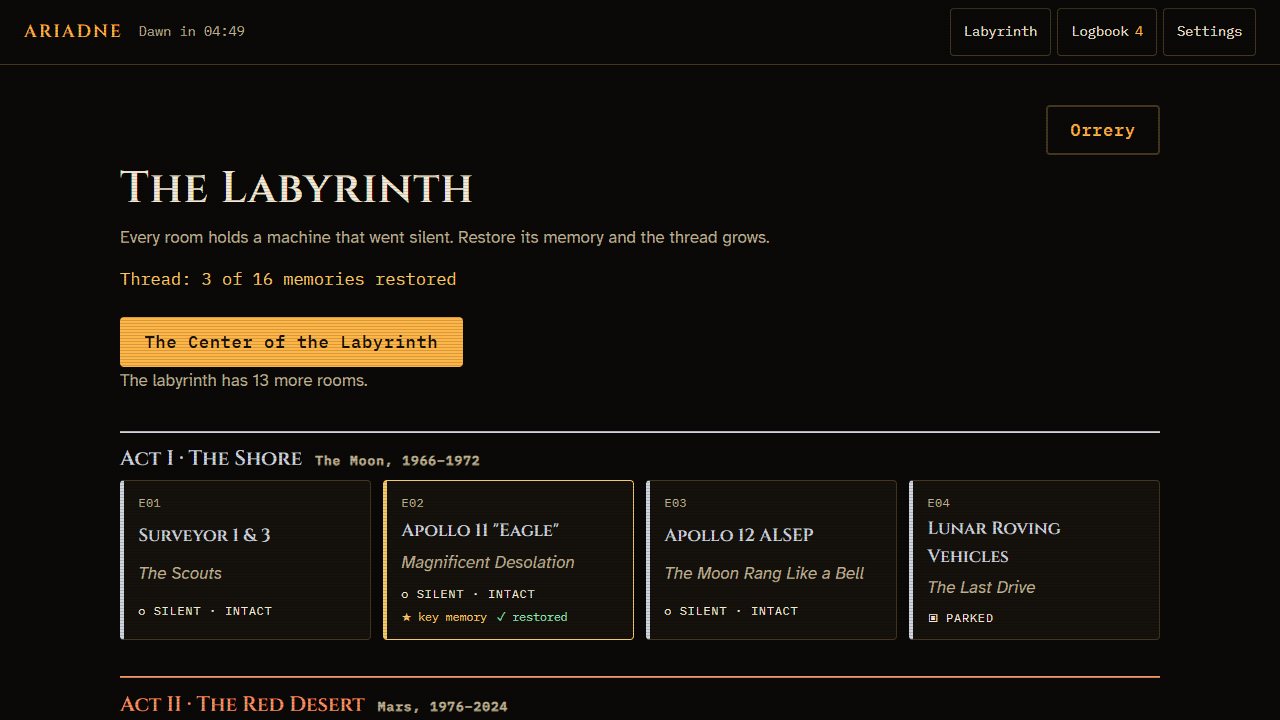 ARIADNE Dawn in 04:49 Labyrinth Logbook 4 Settings
Orrery
The Labyrinth
Every room holds a machine that went silent. Restore its memory and the thread grows.
Thread: 3 of 16 memories restored
The Center of the Labyrinth
The labyrinth has 13 more rooms.
Act I · The Shore The Moon, 1966–1972
E01
Surveyor 1 & 3
The Scouts
○ SILENT · INTACT
E02
Apollo 11 "Eagle"
Magnificent Desolation
○ SILENT · INTACT
★ key memory ✓ restored
E03
Apollo 12 ALSEP
The Moon Rang Like a Bell
○ SILENT · INTACT
E04
Lunar Roving
Vehicles
The Last Drive
▣ PARKED
Act II · The Red Desert Mars, 1976–2024